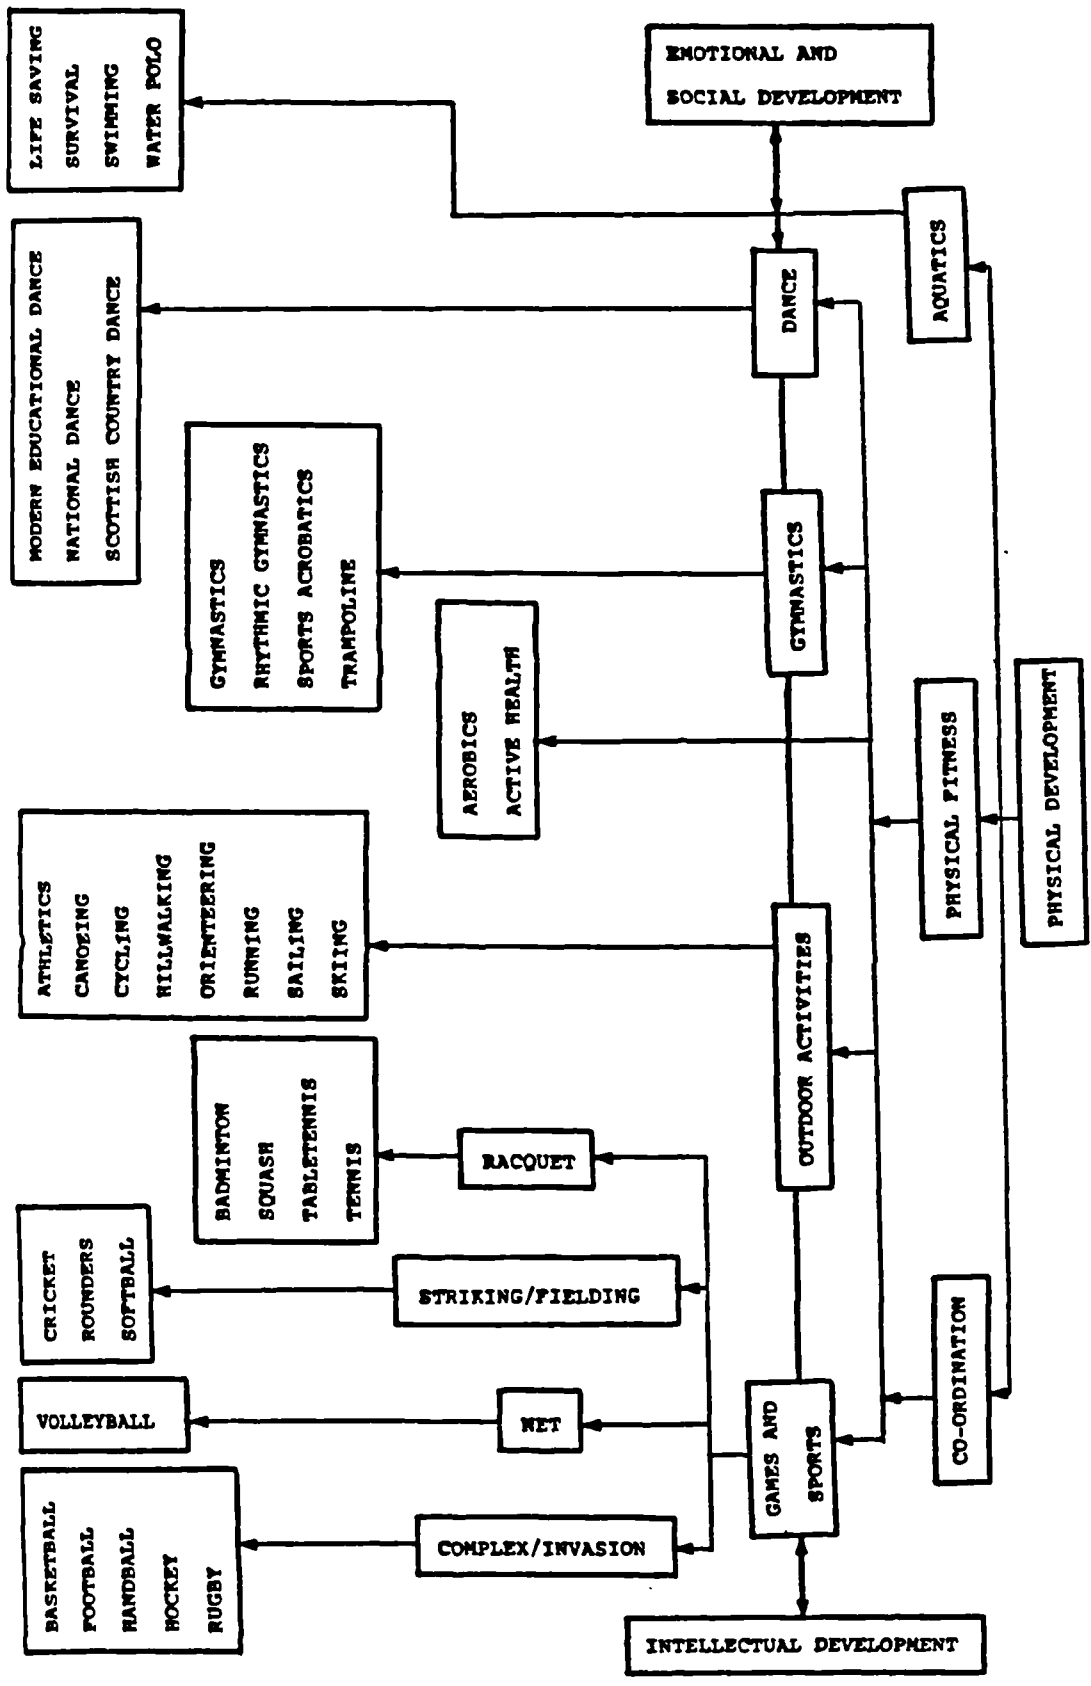 BASKETBALL
FOOTBALL
HANDBALL
HOCKEY
RUGBY
VOLLEYBALL
CRICKET
ROUNDERS
SOFTBALL
BADMINTON
SQUASH
TABLETENNIS
TENNIS
ATHLETICS
CANOEING
CYCLING
HILLWALKING
ORIENTEERING
RUNNING
SAILING
SKIING
AEROBICS
ACTIVE HEALTH
GYMNASTICS
RHYTHMIC GYMNASTICS
SPORTS ACROBATICS
TRAMPOLINE
MODERN EDUCATIONAL DANCE
NATIONAL DANCE
SCOTTISH COUNTRY DANCE
LIFE SAVING
SURVIVAL
SWIMMING
WATER POLO
COMPLEX/INVASION
NET
STRIKING/FIELDING
RACQUET
INTELLECTUAL DEVELOPMENT
GAMES AND
SPORTS
OUTDOOR ACTIVITIES
GYMNASTICS
DANCE
EMOTIONAL AND
SOCIAL DEVELOPMENT
CO-ORDINATION
PHYSICAL FITNESS
AQUATICS
PHYSICAL DEVELOPMENT